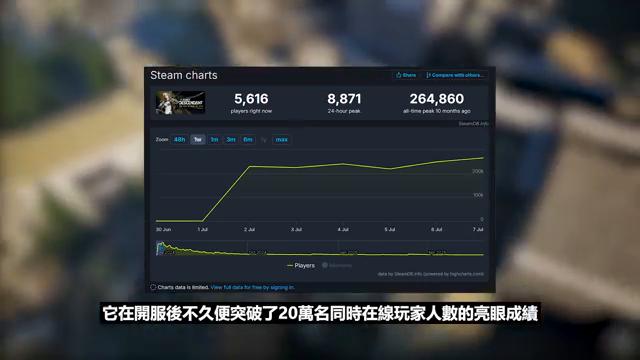 Steam charts
Share
Compare with others...
DESCENDANT
5,616
players right now
8,871
24-hour peak
264,860
all-time peak 10 months ago
SteamDB.info
Zoom 48h 1w 1m 3m 6m 1y max
200k
100k
0
30 Jun 1 Jul 2 Jul 3 Jul 4 Jul 5 Jul 6 Jul 7 Jul
Players
data by SteamDB.info (powered by highcharts.com)
Charts data is limited. View full data for free by signing in.
它在開服後不久便突破了20萬名同時在線玩家人數的亮眼成績